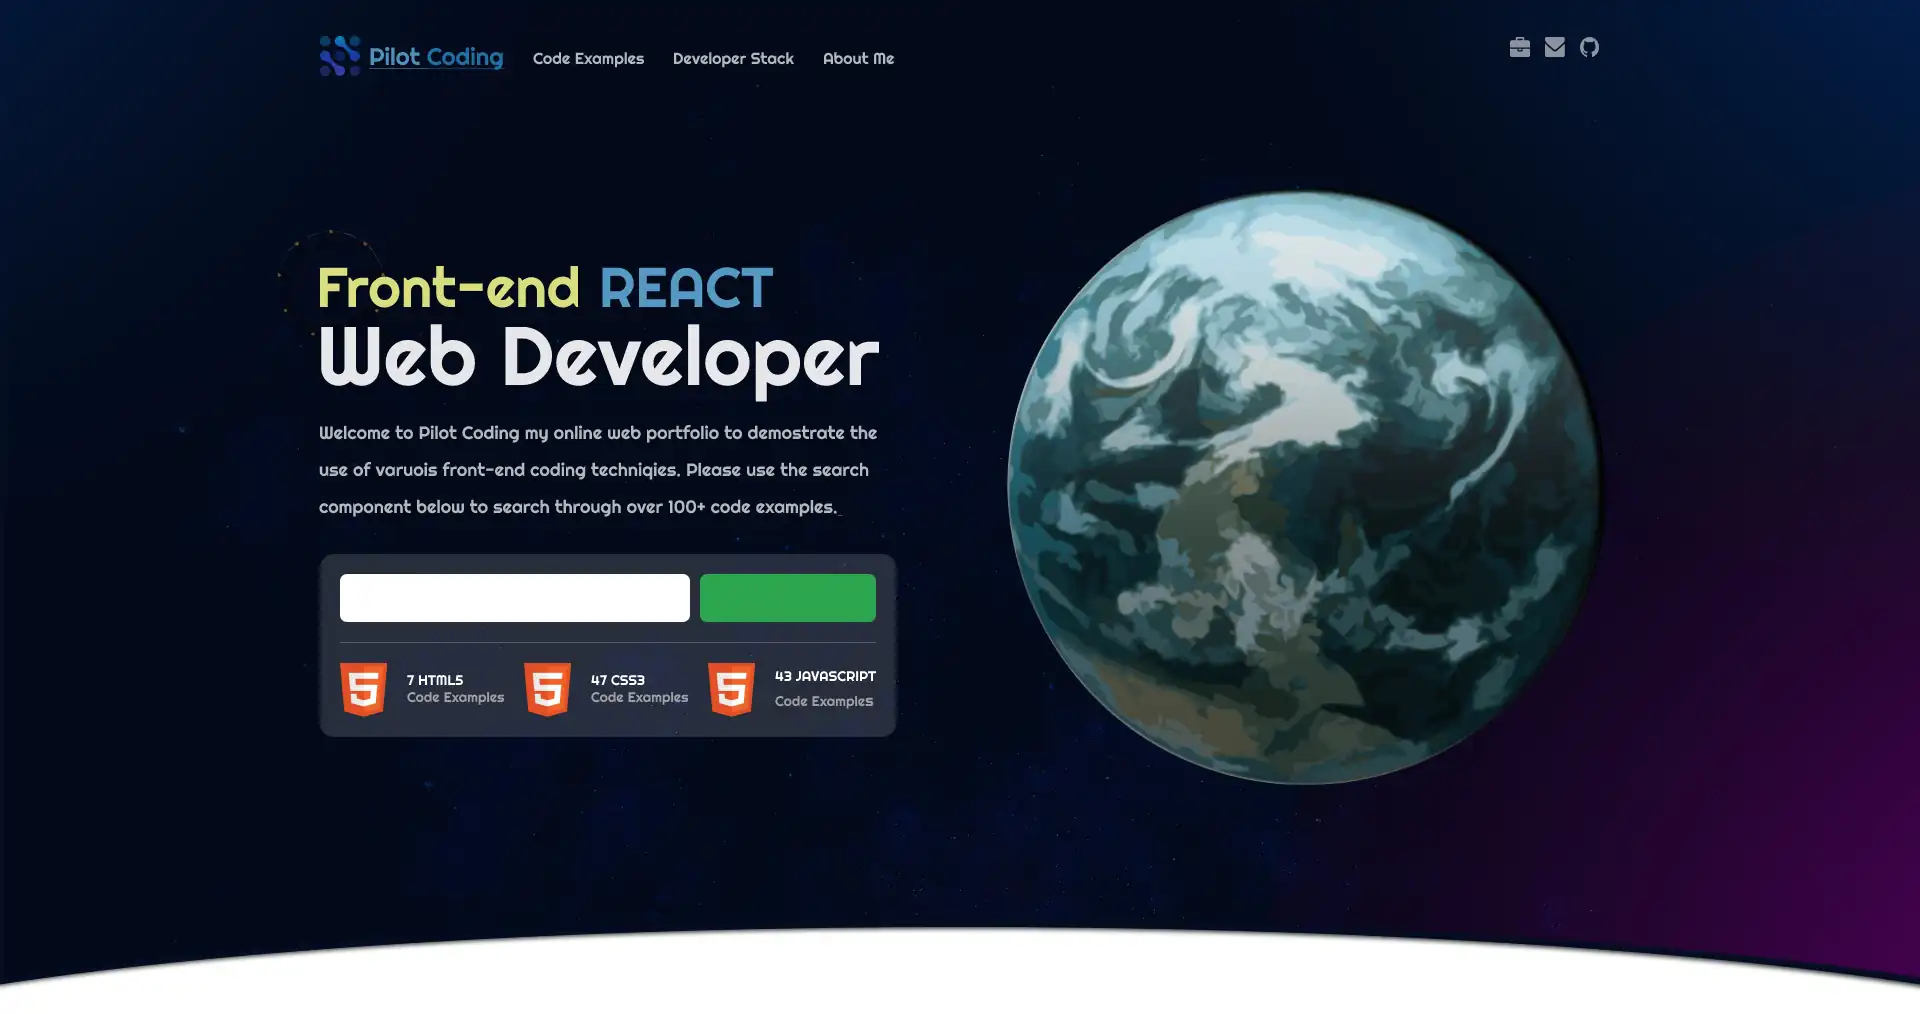 Pilot Coding
Code Examples
Developer Stack
About Me
Front-end REACT
Web Developer
Welcome to Pilot Coding my online web portfolio to demostrate the
use of varuois front-end coding techniqies. Please use the search
component below to search through over 100+ code examples._
7 HTML5
Code Examples
47 CSS3
Code Examples
43 JAVASCRIPT
Code Examples